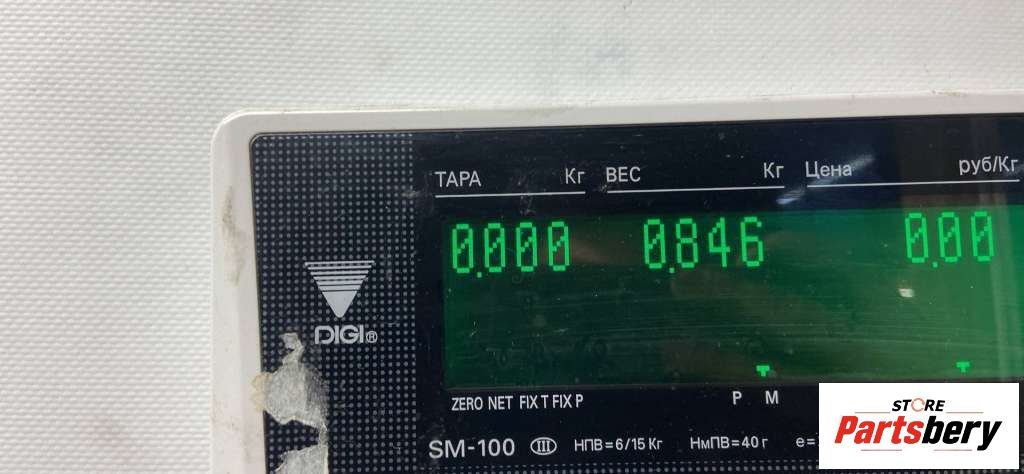 ТАРА Кг ВЕС Кг Цена руб/Кг
0.000 0.846 0.00
DIGI®
ZERO NET FIX T FIX P P M
SM-100 III НПВ=6/15 Кг НмПВ=40 г e=
STORE
Partsbery